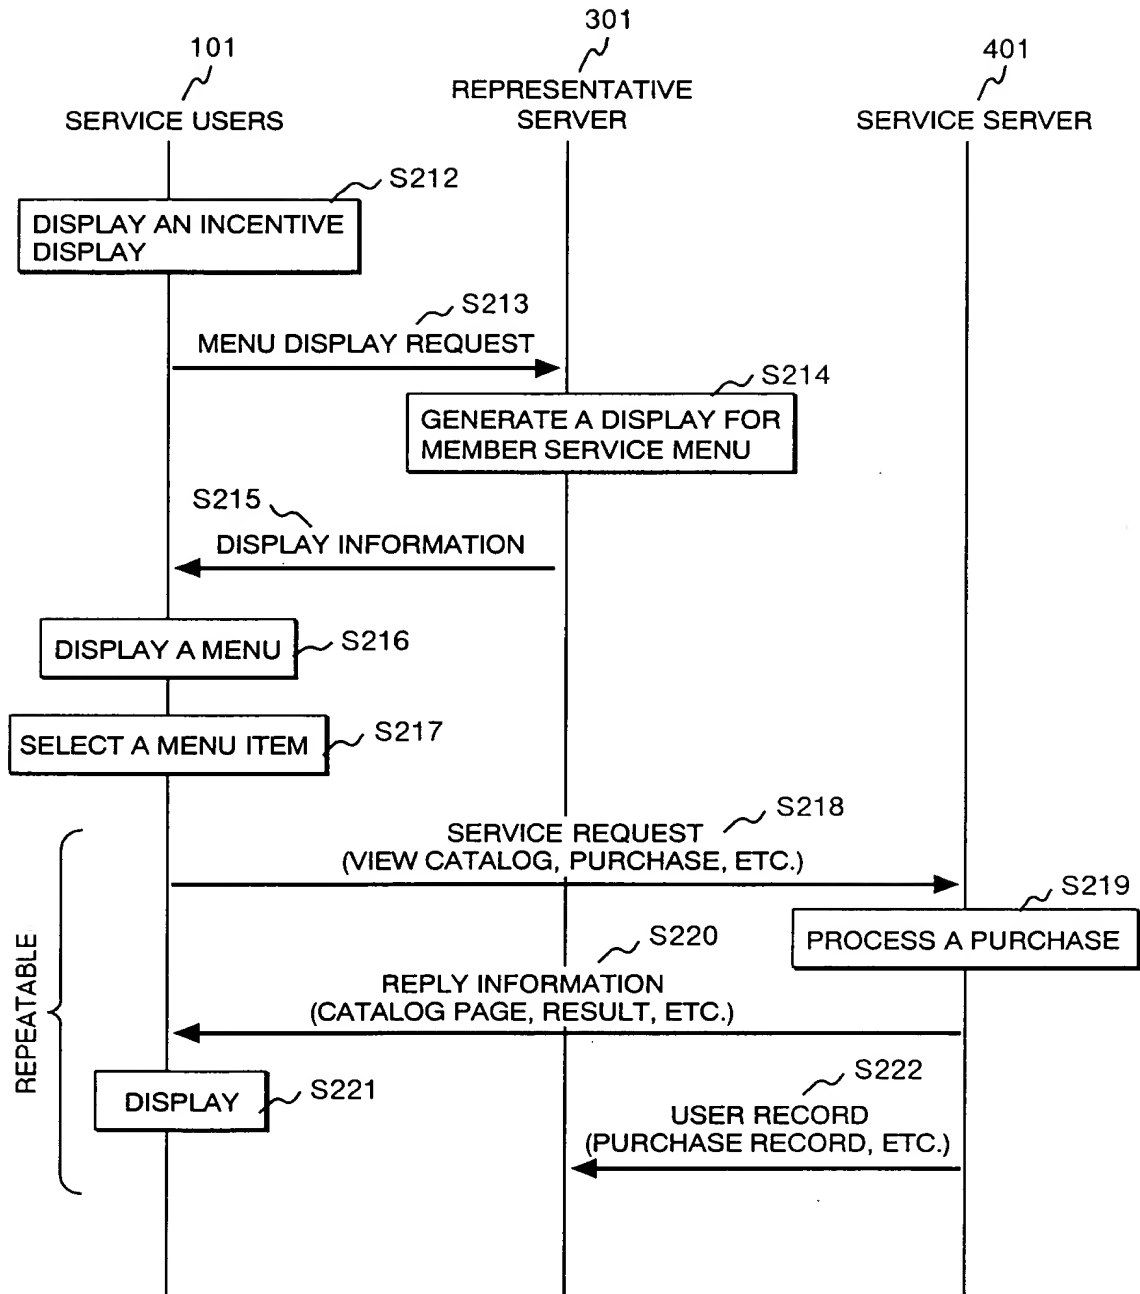 101
301
401
SERVICE USERS
REPRESENTATIVE
SERVER
SERVICE SERVER
S212
DISPLAY AN INCENTIVE
DISPLAY
S213
MENU DISPLAY REQUEST
S214
GENERATE A DISPLAY FOR
MEMBER SERVICE MENU
S215
DISPLAY INFORMATION
DISPLAY A MENU
S216
SELECT A MENU ITEM
S217
S218
SERVICE REQUEST
(VIEW CATALOG, PURCHASE, ETC.)
S219
PROCESS A PURCHASE
S220
REPLY INFORMATION
(CATALOG PAGE, RESULT, ETC.)
REPEATABLE
DISPLAY
S221
S222
USER RECORD
(PURCHASE RECORD, ETC.)